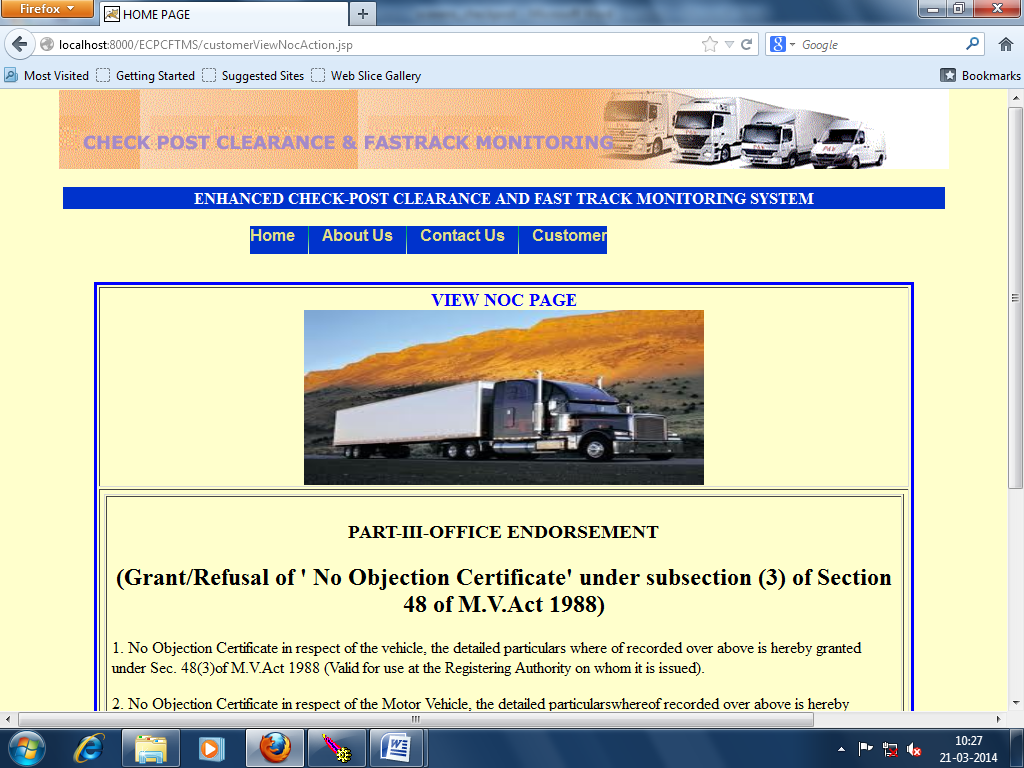 Firefox
HOME PAGE
localhost:8000/ECPCFTMS/customerViewNocAction.jsp
Google
Most Visited Getting Started Suggested Sites Web Slice Gallery Bookmarks
CHECK POST CLEARANCE & FASTRACK MONITORING
ENHANCED CHECK-POST CLEARANCE AND FAST TRACK MONITORING SYSTEM
Home About Us Contact Us Customer
VIEW NOC PAGE
PART-III-OFFICE ENDORSEMENT
(Grant/Refusal of ' No Objection Certificate' under subsection (3) of Section
48 of M.V.Act 1988)
1. No Objection Certificate in respect of the vehicle, the detailed particulars where of recorded over above is hereby granted
under Sec. 48(3)of M.V.Act 1988 (Valid for use at the Registering Authority on whom it is issued).
2. No Objection Certificate in respect of the Motor Vehicle, the detailed particularswhereof recorded over above is hereby
10:27
21-03-2014